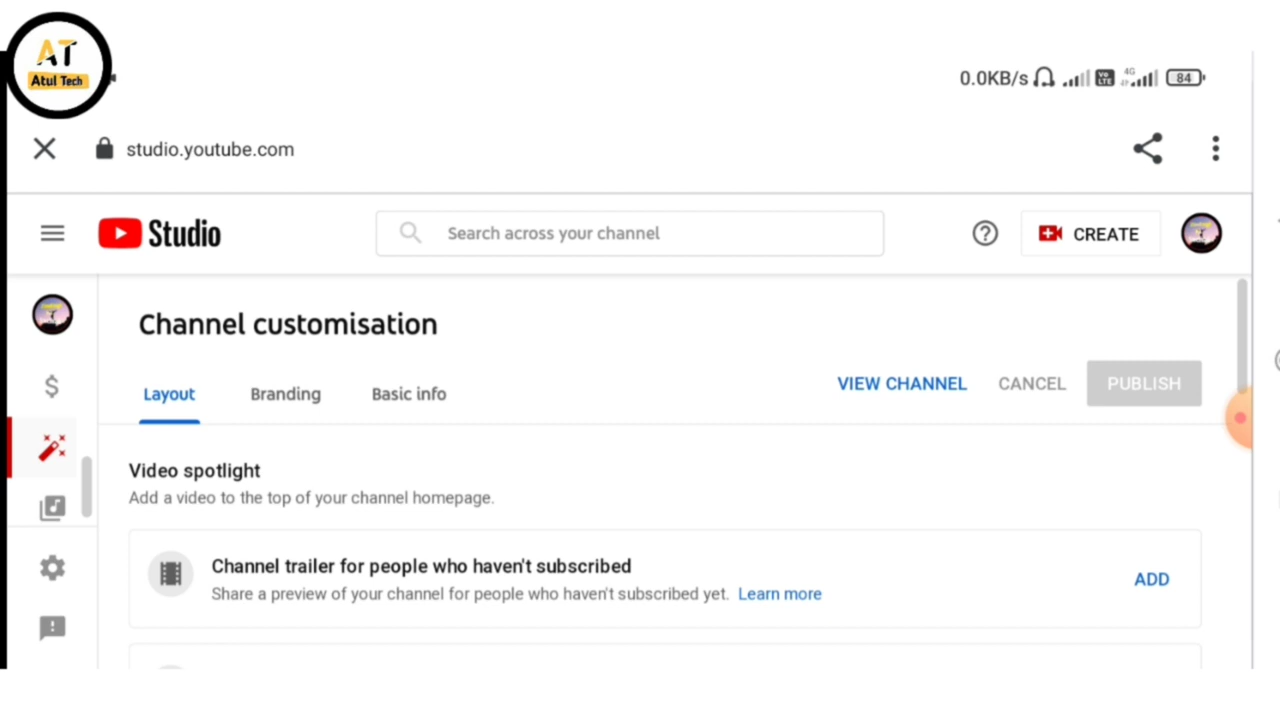 AT
Atul Tech
0.0KB/s
Vo LTE
4G
84
studio.youtube.com
Studio
Search across your channel
CREATE
Channel customisation
Layout Branding Basic info
VIEW CHANNEL CANCEL PUBLISH
Video spotlight
Add a video to the top of your channel homepage.
Channel trailer for people who haven't subscribed
Share a preview of your channel for people who haven't subscribed yet. Learn more
ADD